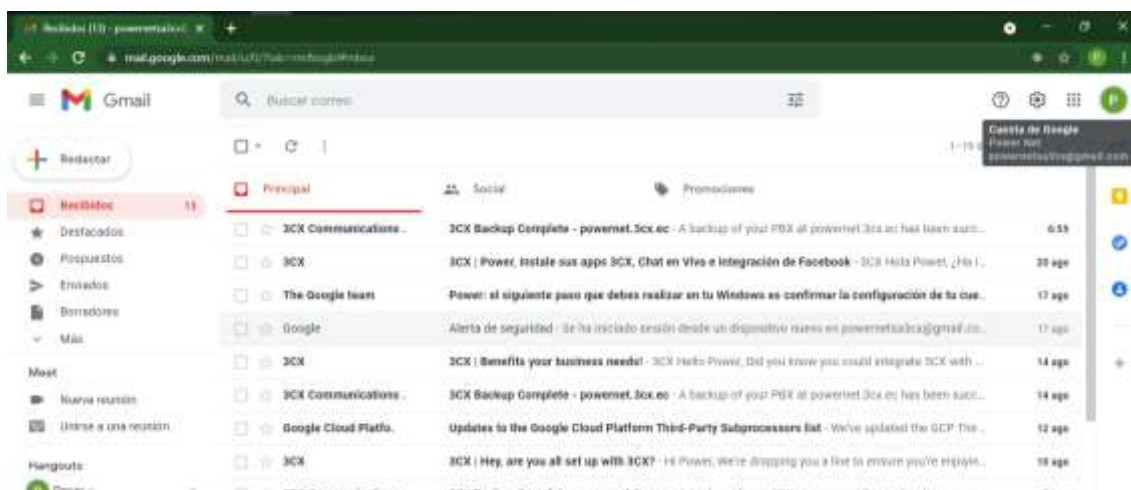 Recibidos (13) - powernetsalica
mail.google.com/mail/u/0/
Gmail
Buscar correo
Cuenta de Google
Power Net
Redactar
Principal
Social
Promociones
Recibidos 13
Destacados
Pospuestos
Enviados
Borradores
Más
3CX Communications . 3CX Backup Complete - powernet.3cx.ec - A backup of your PBX at powernet.3cx.ec has been succ... 6:59
3CX 3CX | Power, instale sus apps 3CX, Chat en Vivo e integración de Facebook - 3CX Hola Power, ¿Ha i... 20 ago
The Google team Power: el siguiente paso que debes realizar en tu Windows es confirmar la configuración de tu cue.. 17 ago
Google Alerta de seguridad - Se ha iniciado sesión desde un dispositivo nuevo en 17 ago
3CX 3CX | Benefits your business needs! - 3CX Hello Power, Did you know you could integrate 3CX with ... 14 ago
3CX Communications . 3CX Backup Complete - powernet.3cx.ec - A backup of your PBX at powernet.3cx.ec has been succ... 14 ago
Google Cloud Platfo. Updates to the Google Cloud Platform Third-Party Subprocessors list - We've updated the GCP The ... 12 ago
3CX 3CX | Hey, are you all set up with 3CX? - Hi Power, We're dropping you a line to ensure you're enjoyin... 10 ago
Meet
Nueva reunión
Unirse a una reunión
Hangouts